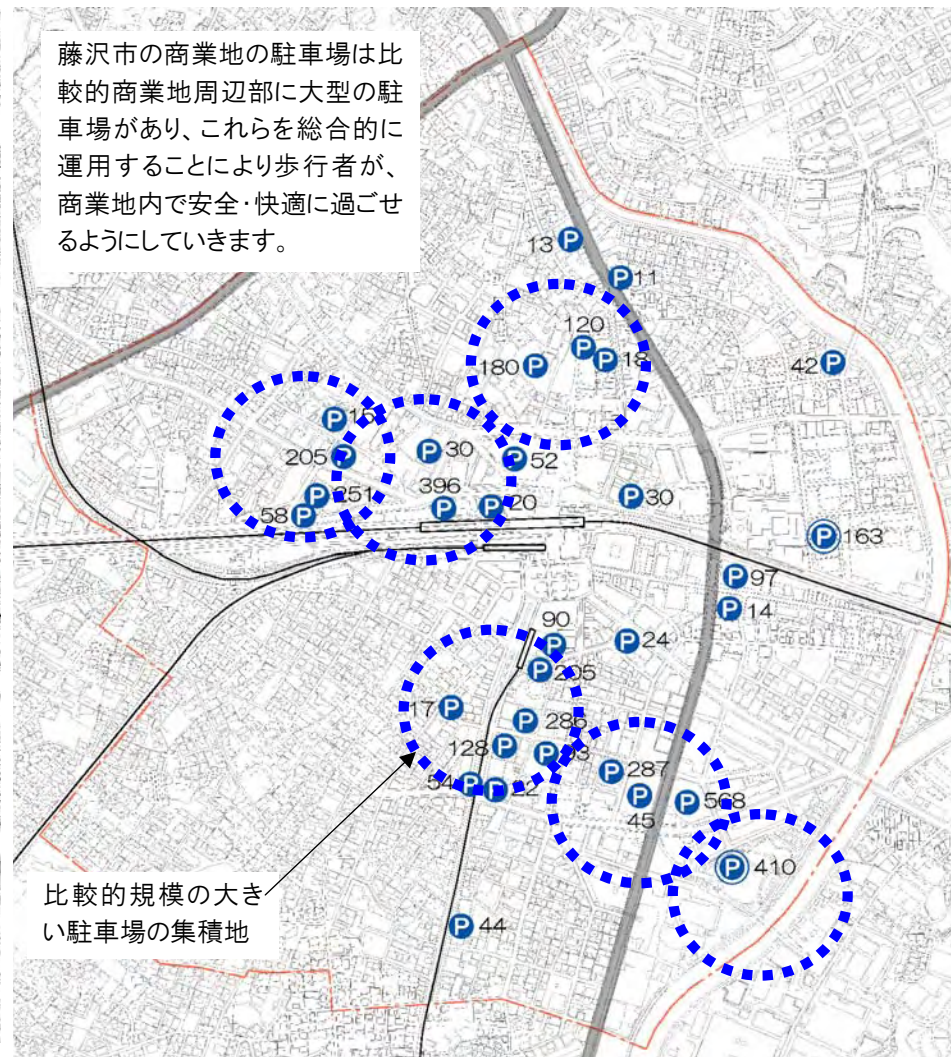 藤沢市の商業地の駐車場は比
較的商業地周辺部に大型の駐
車場があり、これらを総合的に
運用することにより歩行者が、
商業地内で安全・快適に過ごせ
るようにしていきます。
13 P
P 11
120
180 P
P P 18
42 P
P 15
205 P
P 30
P 52
P 251
58 P
396
P
P 20
P 30
P 163
P 97
P 14
90
P
P 205
P 24
17 P
P 286
128 P
P 93
P 287
P
45
P 568
54 P
P 22
P 410
比較的規模の大き
い駐車場の集積地
P 44